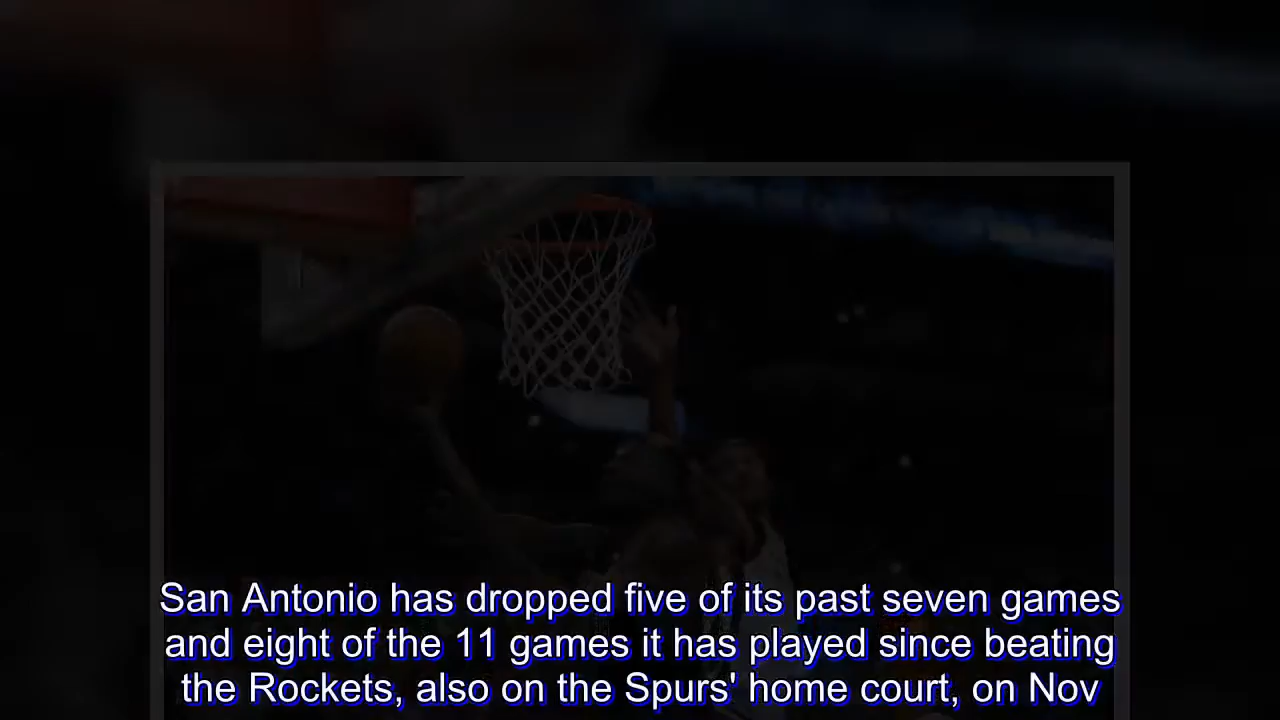 San Antonio has dropped five of its past seven games
and eight of the 11 games it has played since beating
the Rockets, also on the Spurs' home court, on Nov